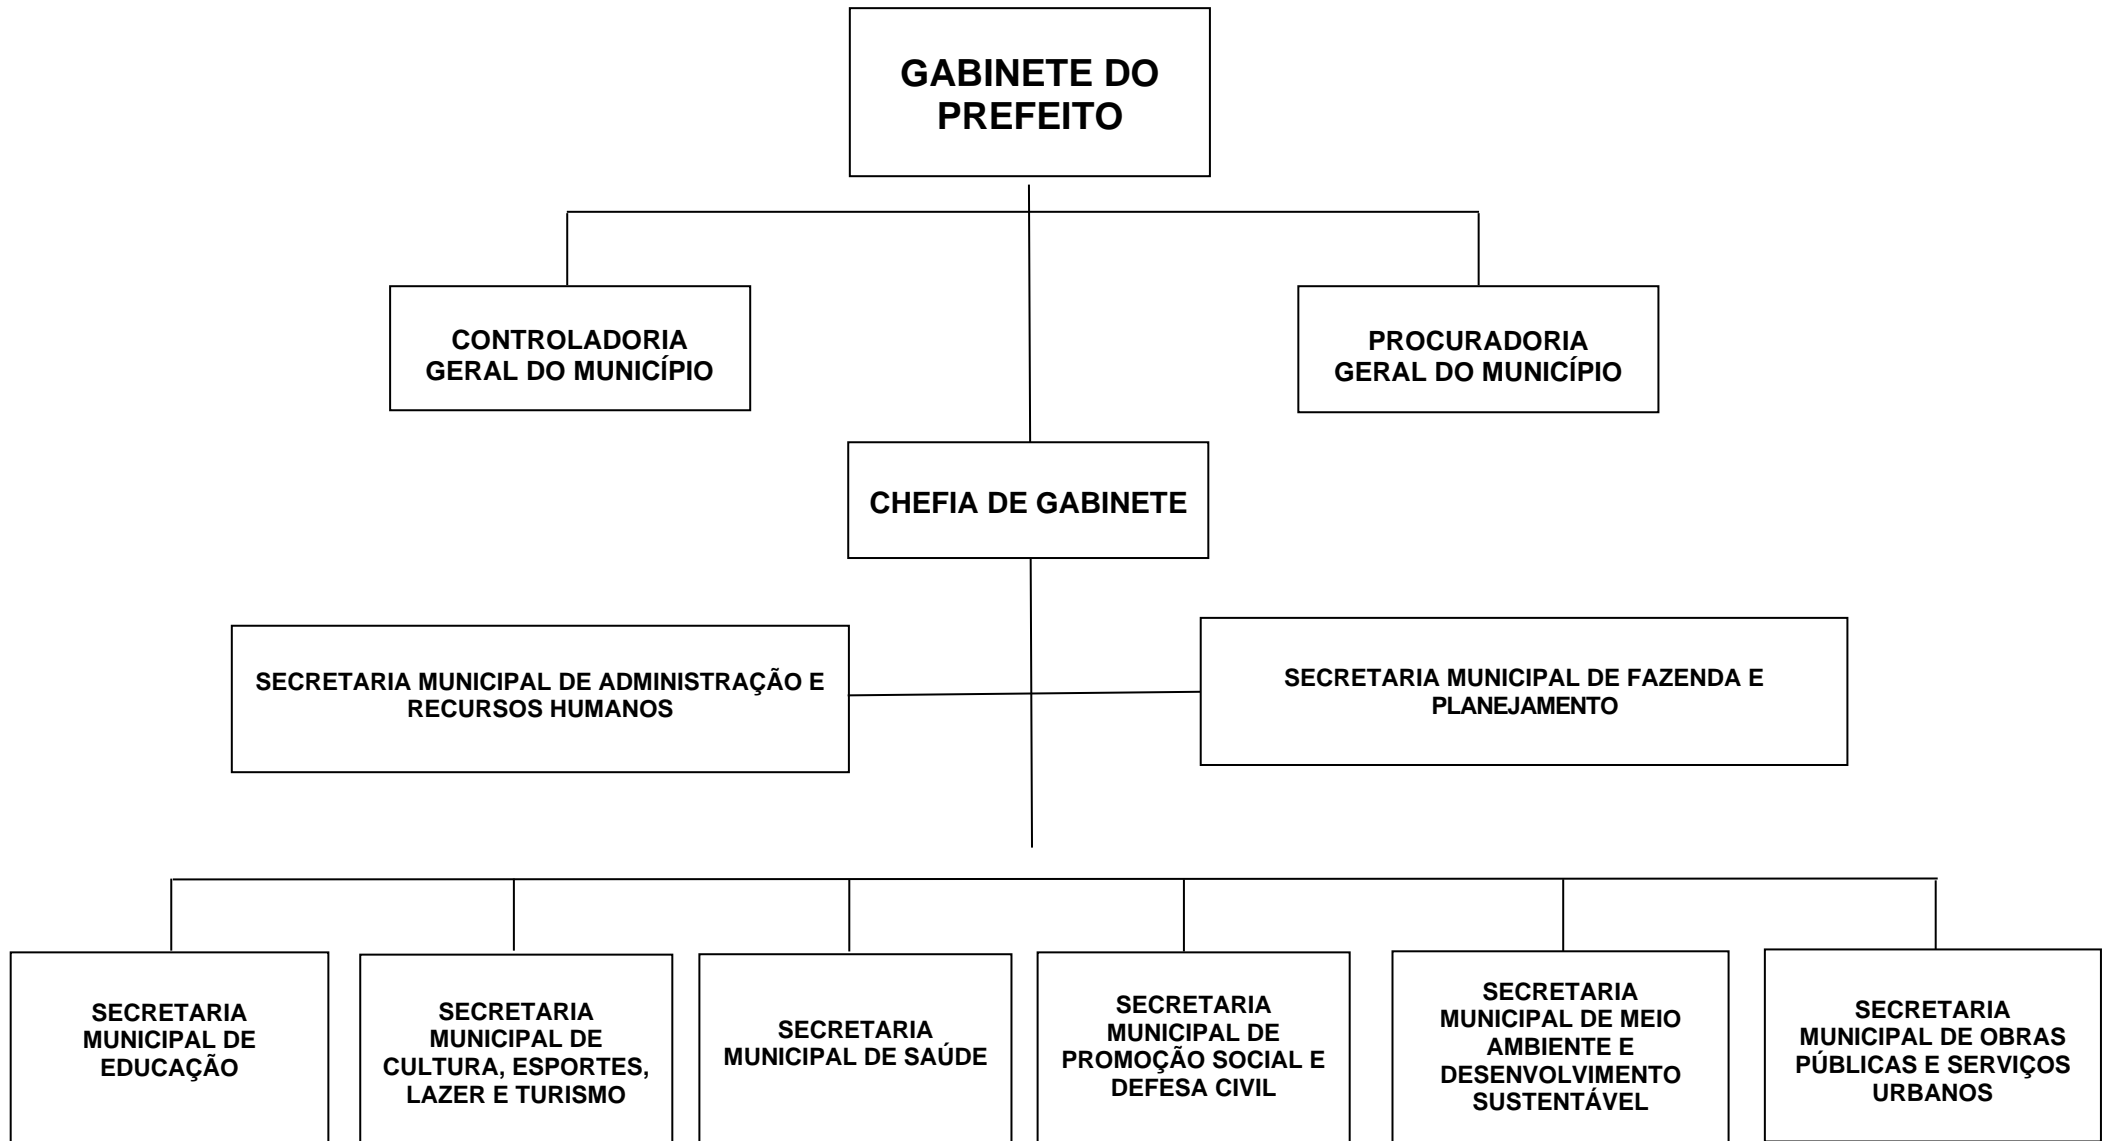 GABINETE DO
PREFEITO
CONTROLADORIA
GERAL DO MUNICÍPIO
PROCURADORIA
GERAL DO MUNICÍPIO
CHEFIA DE GABINETE
SECRETARIA MUNICIPAL DE ADMINISTRAÇÃO E
RECURSOS HUMANOS
SECRETARIA MUNICIPAL DE FAZENDA E
PLANEJAMENTO
SECRETARIA
MUNICIPAL DE
EDUCAÇÃO
SECRETARIA
MUNICIPAL DE
CULTURA, ESPORTES,
LAZER E TURISMO
SECRETARIA
MUNICIPAL DE SAÚDE
SECRETARIA
MUNICIPAL DE
PROMOÇÃO SOCIAL E
DEFESA CIVIL
SECRETARIA
MUNICIPAL DE MEIO
AMBIENTE E
DESENVOLVIMENTO
SUSTENTÁVEL
SECRETARIA
MUNICIPAL DE OBRAS
PÚBLICAS E SERVIÇOS
URBANOS